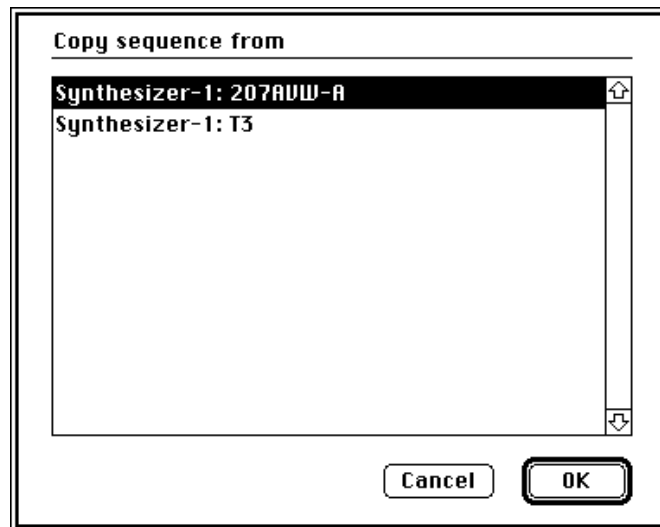 Copy sequence from
Synthesizer-1: 207AVW-A
Synthesizer-1: T3
Cancel
OK